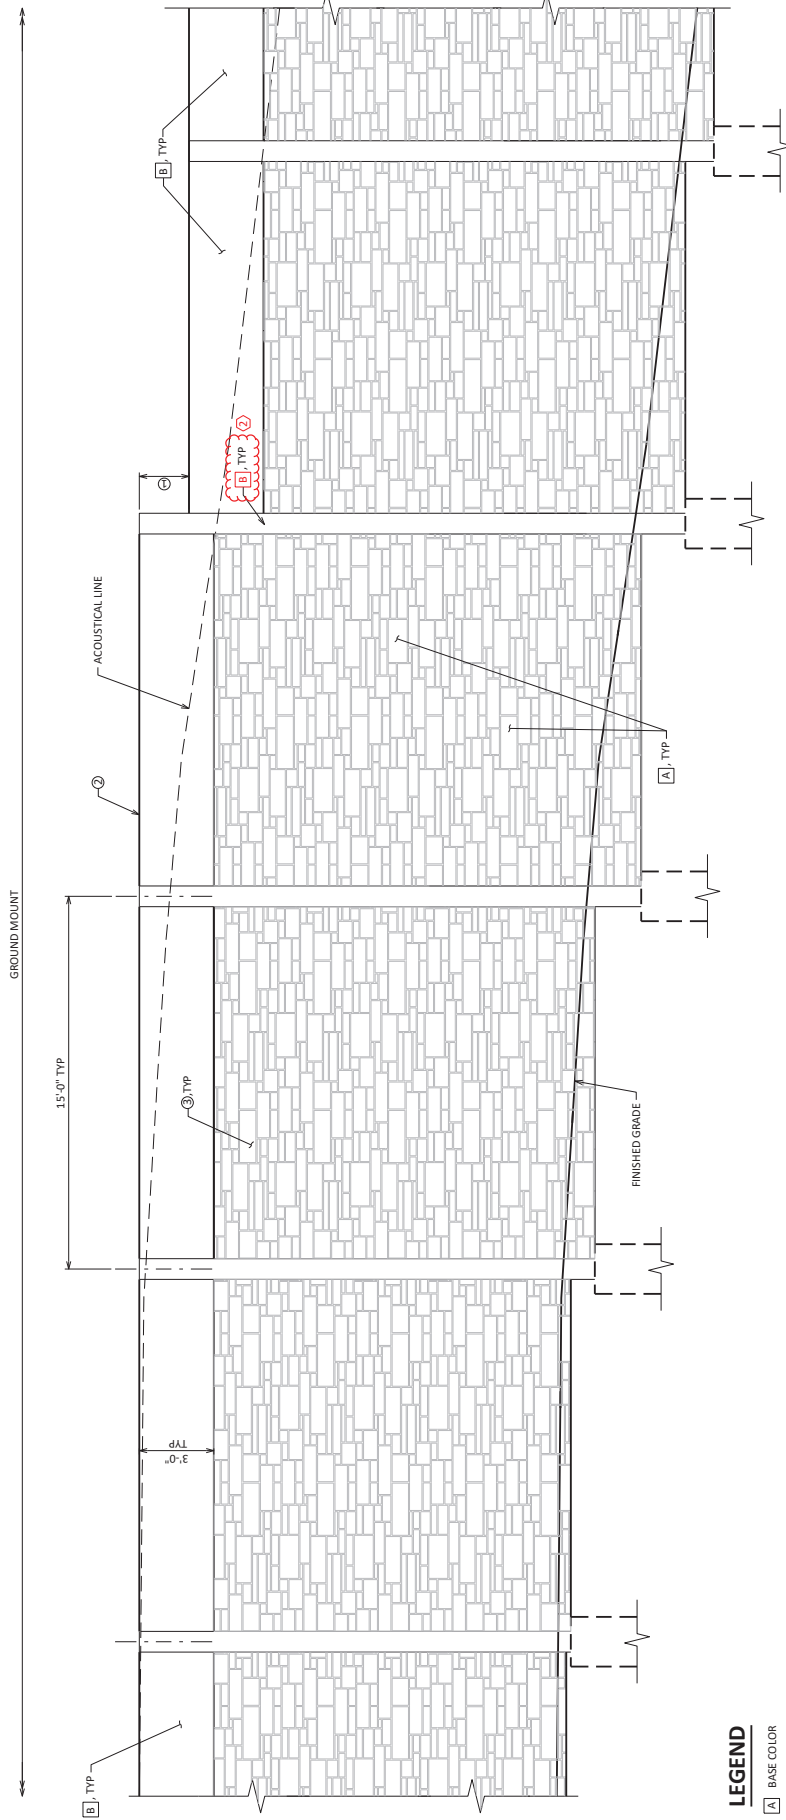 GROUND MOUNT
15'-0" TYP
B , TYP
3'-0"
TYP
3 ,TYP
2
ACOUSTICAL LINE
1
B , TYP
2
B , TYP
FINISHED GRADE
A , TYP
LEGEND
A BASE COLOR